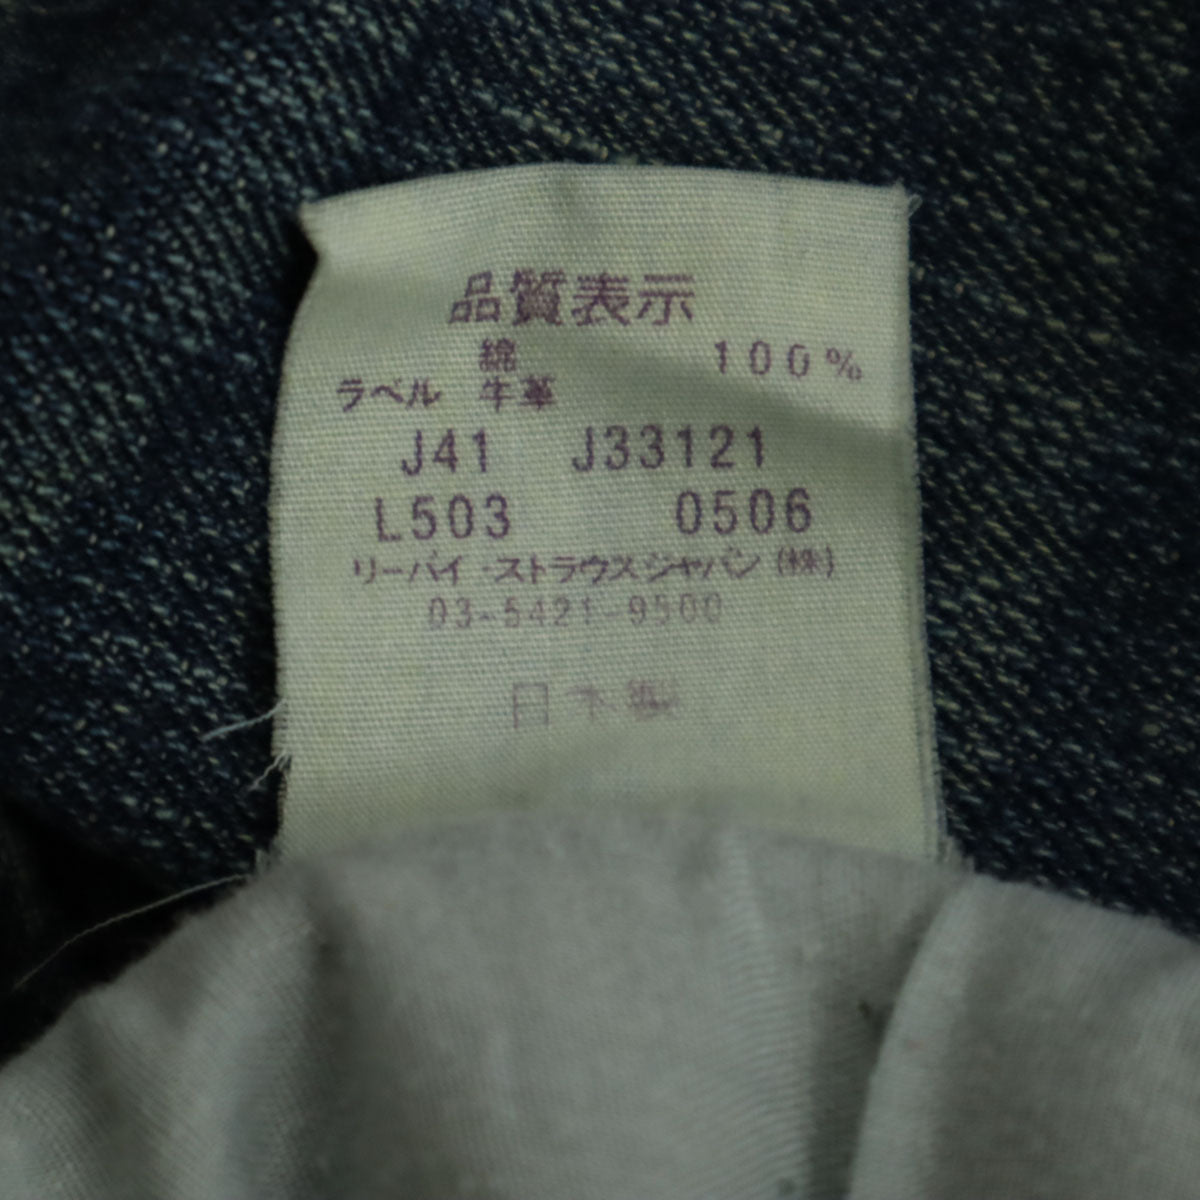 品質表示
綿 100%
ラベル 牛革
J41 J33121
L503 0506
リーバイ・ストラウスジャパン(株)
03-5421-9500
日本製